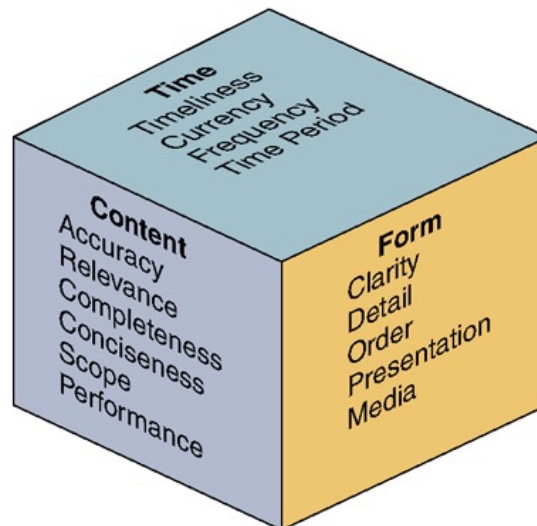 Time
Timeliness
Currency
Frequency
Time Period
Content
Accuracy
Relevance
Completeness
Conciseness
Scope
Performance
Form
Clarity
Detail
Order
Presentation
Media